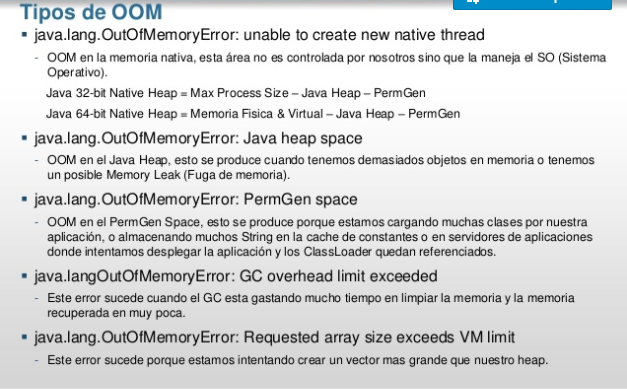 Tipos de OOM
▪ java.lang.OutOfMemoryError: unable to create new native thread
- OOM en la memoria nativa, esta área no es controlada por nosotros sino que la maneja el SO (Sistema
Operativo).
Java 32-bit Native Heap = Max Process Size – Java Heap – PermGen
Java 64-bit Native Heap = Memoria Fisica & Virtual – Java Heap – PermGen
▪ java.lang.OutOfMemoryError: Java heap space
- OOM en el Java Heap, esto se produce cuando tenemos demasiados objetos en memoria o tenemos
un posible Memory Leak (Fuga de memoria).
▪ java.lang.OutOfMemoryError: PermGen space
- OOM en el PermGen Space, esto se produce porque estamos cargando muchas clases por nuestra
aplicación, o almacenando muchos String en la cache de constantes o en servidores de aplicaciones
donde intentamos desplegar la aplicación y los ClassLoader quedan referenciados.
▪ java.langOutOfMemoryError: GC overhead limit exceeded
- Este error sucede cuando el GC esta gastando mucho tiempo en limpiar la memoria y la memoria
recuperada en muy poca.
▪ java.lang.OutOfMemoryError: Requested array size exceeds VM limit
- Este error sucede porque estamos intentando crear un vector mas grande que nuestro heap.